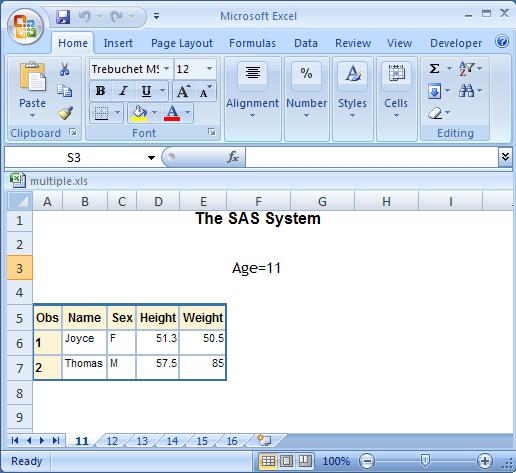 Microsoft Excel
Home Insert Page Layout Formulas Data Review View Developer
Paste
Clipboard
Trebuchet MS 12
B I U A A
A
Font
Alignment
%
Number
A
Styles
Cells
Σ A Z
Editing
S3 fx
multiple.xls
A B C D E F G H I
1 The SAS System
2
3 Age=11
4
5 Obs Name Sex Height Weight
6 1 Joyce F 51.3 50.5
7 2 Thomas M 57.5 85
8
9
11 12 13 14 15 16
Ready 100%